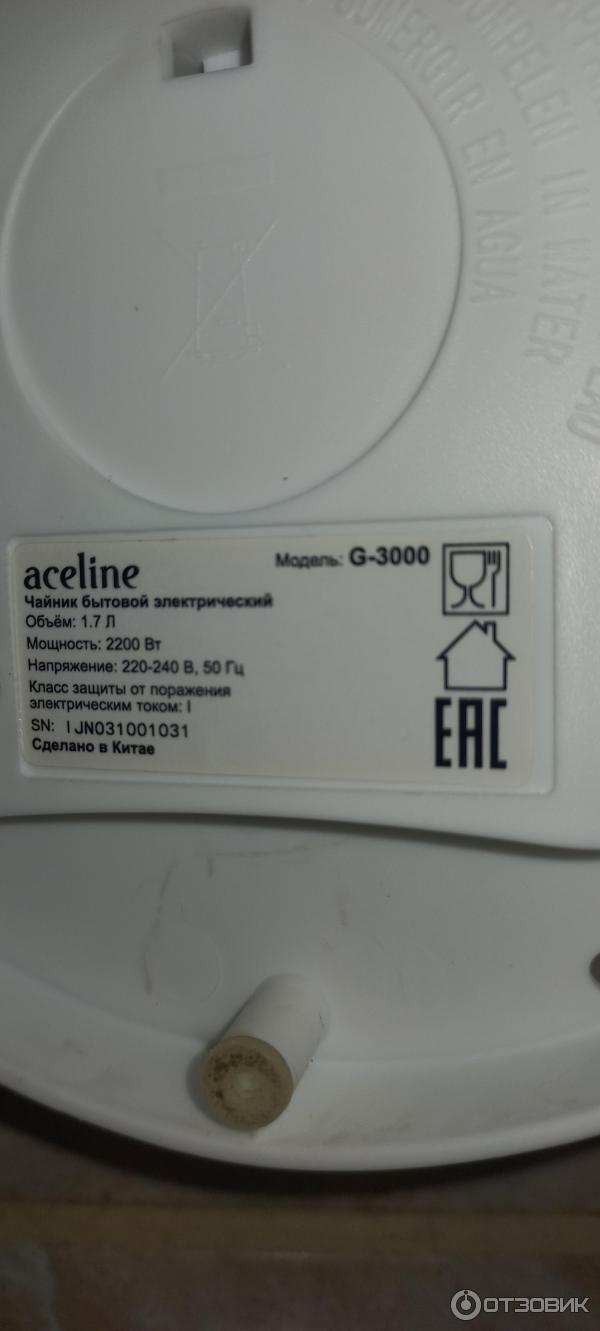 SUMERGIR EN AGUA
IN WATER
aceline
Модель: G-3000
Чайник бытовой электрический
Объём: 1.7 Л
Мощность: 2200 Вт
Напряжение: 220-240 В, 50 Гц
Класс защиты от поражения
электрическим током: I
SN: IJN031001031
Сделано в Китае
EAC
ОТЗОВИК